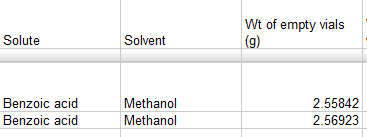 Wt of empty vials
Solute Solvent (g)
Benzoic acid Methanol 2.55842
Benzoic acid Methanol 2.56923